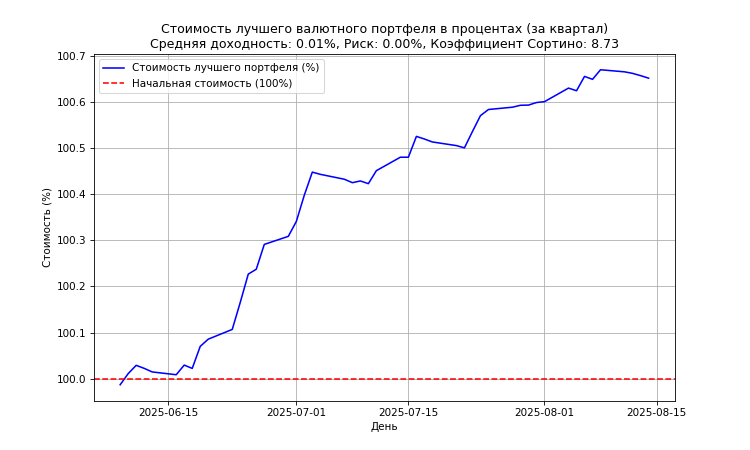 Стоимость лучшего валютного портфеля в процентах (за квартал)
Средняя доходность: 0.01%, Риск: 0.00%, Коэффициент Сортино: 8.73
Стоимость лучшего портфеля (%)
Начальная стоимость (100%)
Стоимость (%)
100.7
100.6
100.5
100.4
100.3
100.2
100.1
100.0
2025-06-15
2025-07-01
2025-07-15
2025-08-01
2025-08-15
День